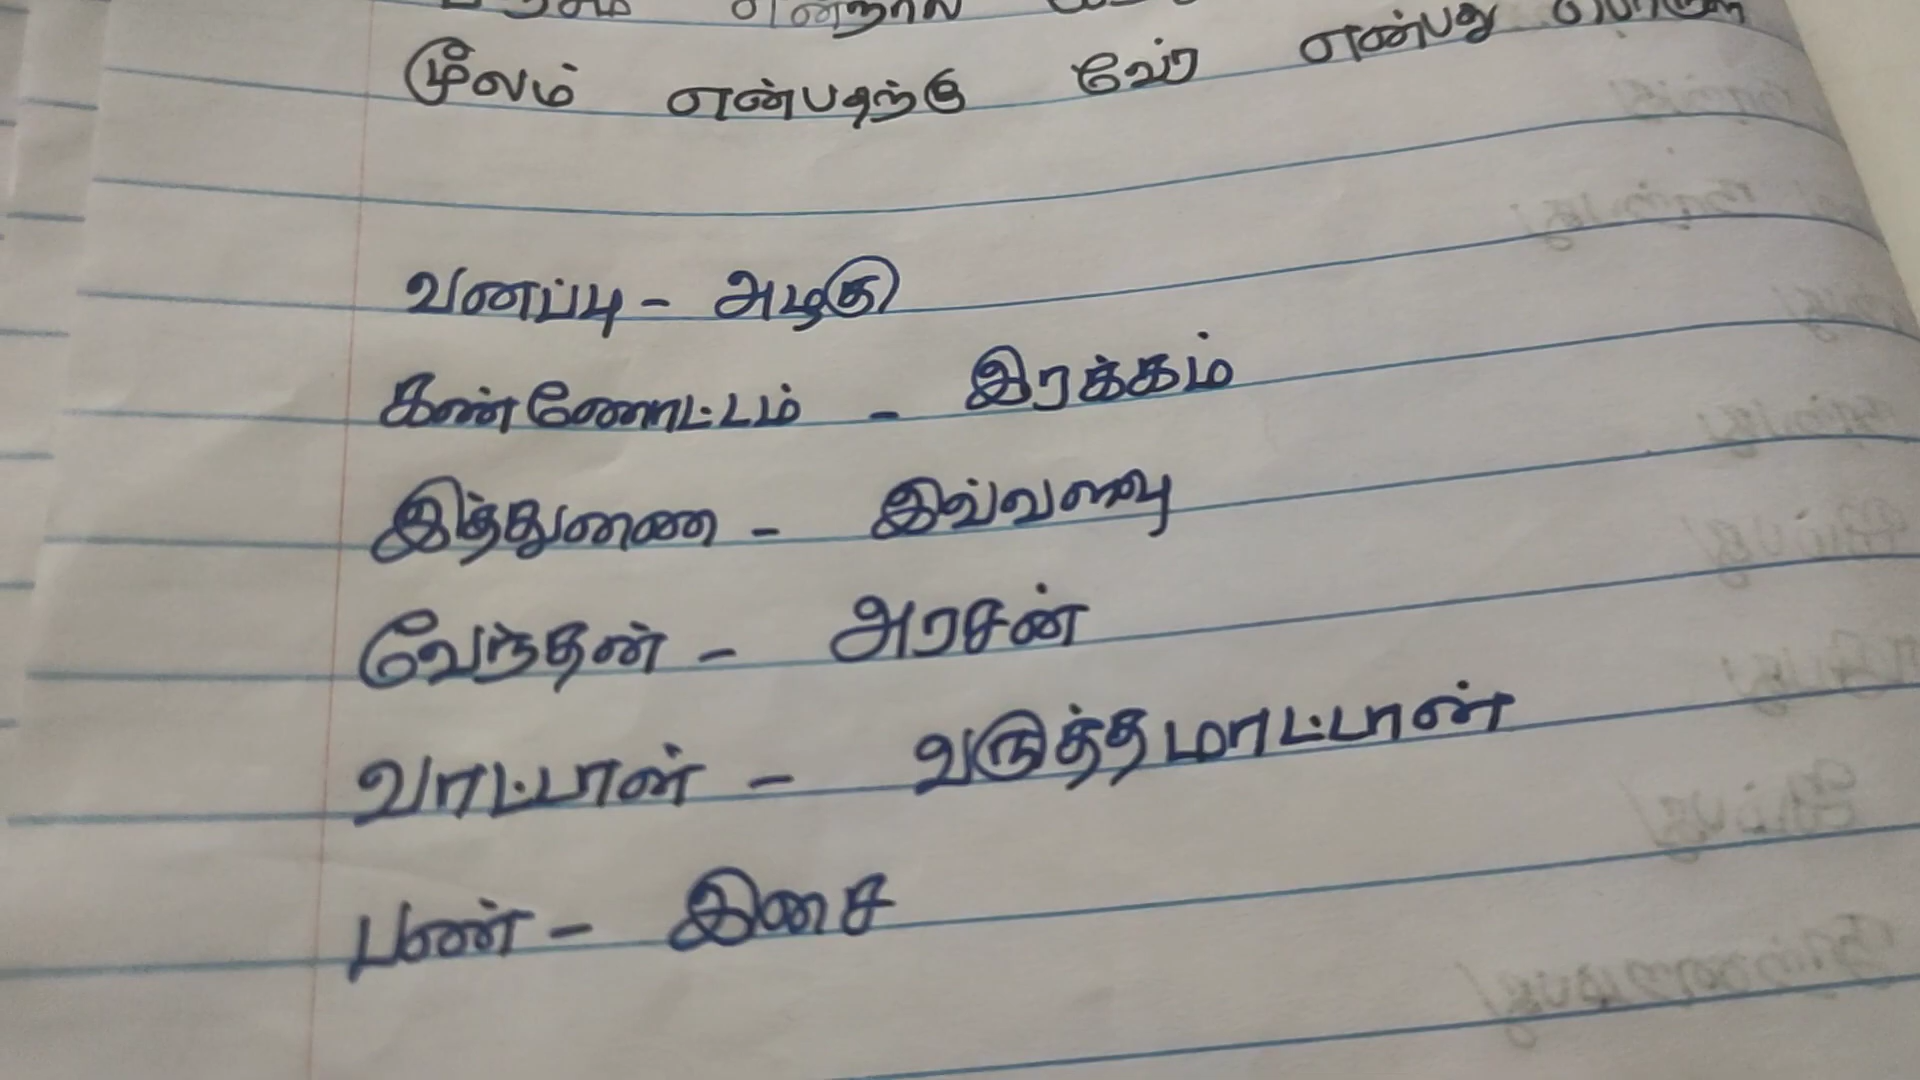 என்றால்
மூலம் என்பதற்கு வேர் என்பது பொருள்
வனப்பு - அழகு
கண்ணோட்டம் - இரக்கம்
இத்துணை - இவ்வளவு
வேந்தன் - அரசன்
வாட்டான் - வருத்தமாட்டான்
பண் - இசை